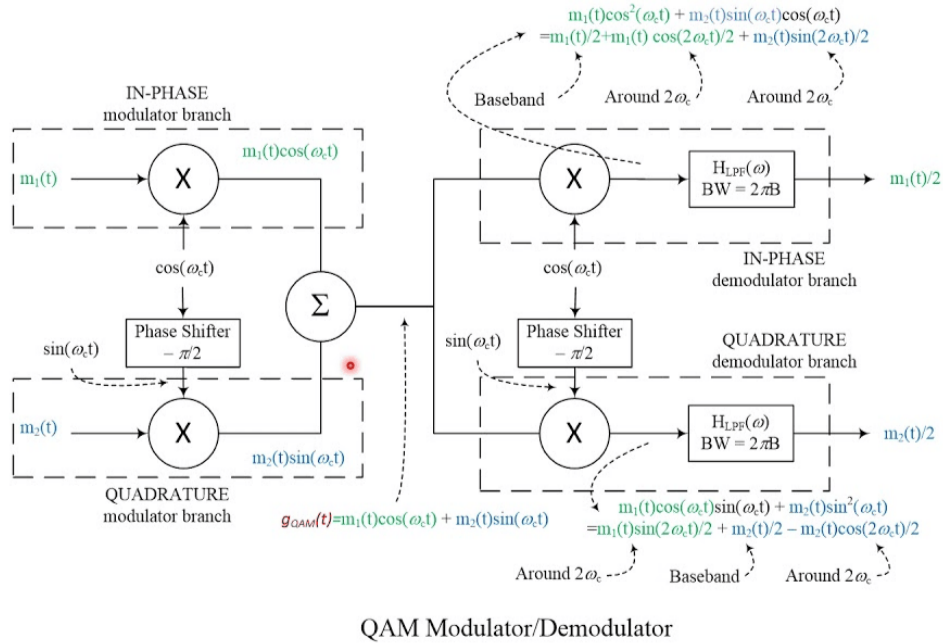 m₁(t)cos²(ω_ct) + m₂(t)sin(ω_ct)cos(ω_ct)
=m₁(t)/2+m₁(t) cos(2ω_ct)/2 + m₂(t)sin(2ω_ct)/2
Baseband
Around 2ω_c
Around 2ω_c
IN-PHASE
modulator branch
m₁(t)
X
m₁(t)cos(ω_ct)
cos(ω_ct)
Phase Shifter
– π/2
sin(ω_ct)
m₂(t)
X
m₂(t)sin(ω_ct)
QUADRATURE
modulator branch
Σ
g_QAM(t)=m₁(t)cos(ω_ct) + m₂(t)sin(ω_ct)
X
H_LPF(ω)
BW = 2πB
m₁(t)/2
IN-PHASE
demodulator branch
cos(ω_ct)
Phase Shifter
– π/2
sin(ω_ct)
QUADRATURE
demodulator branch
X
H_LPF(ω)
BW = 2πB
m₂(t)/2
m₁(t)cos(ω_ct)sin(ω_ct) + m₂(t)sin²(ω_ct)
=m₁(t)sin(2ω_ct)/2 + m₂(t)/2 – m₂(t)cos(2ω_ct)/2
Around 2ω_c
Baseband
Around 2ω_c
QAM Modulator/Demodulator